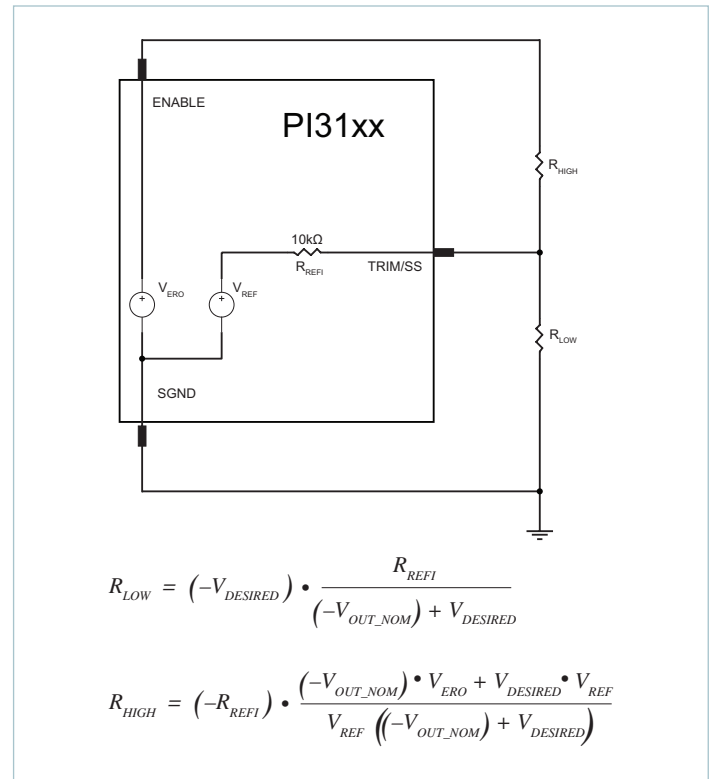 ENABLE
PI31xx
R_HIGH
10kΩ
R_REFI
TRIM/SS
V_ERO
+
V_REF
+
R_LOW
SGND
R_LOW = (–V_DESIRED) • R_REFI / ((–V_OUT_NOM) + V_DESIRED)
R_HIGH = (–R_REFI) • ((–V_OUT_NOM) • V_ERO + V_DESIRED • V_REF) / (V_REF ((–V_OUT_NOM) + V_DESIRED))